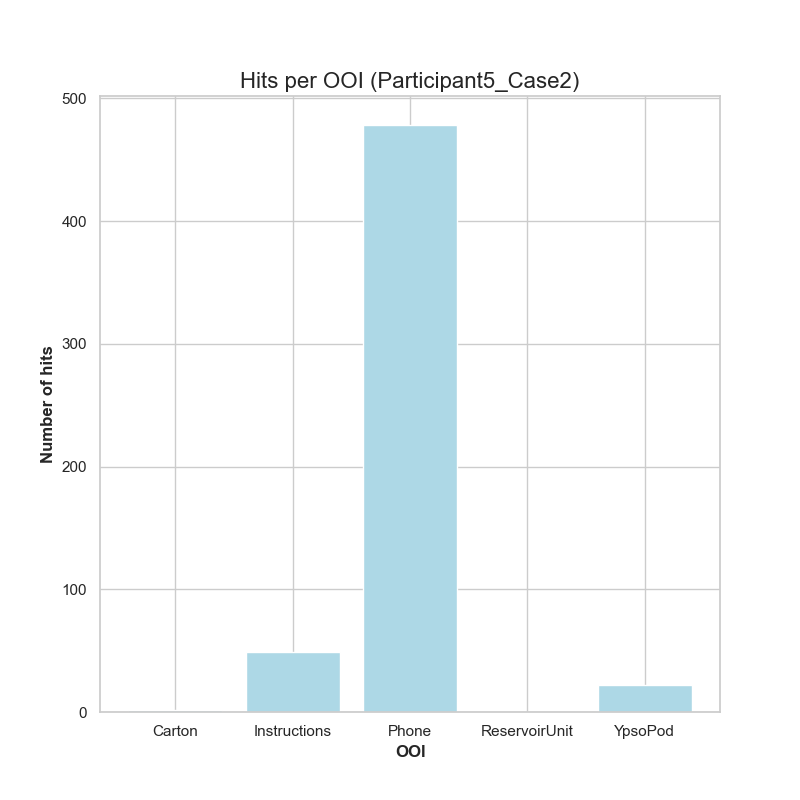 Hits per OOI (Participant5_Case2)
500
400
300
200
100
0
Number of hits
Carton Instructions Phone ReservoirUnit YpsoPod
OOI